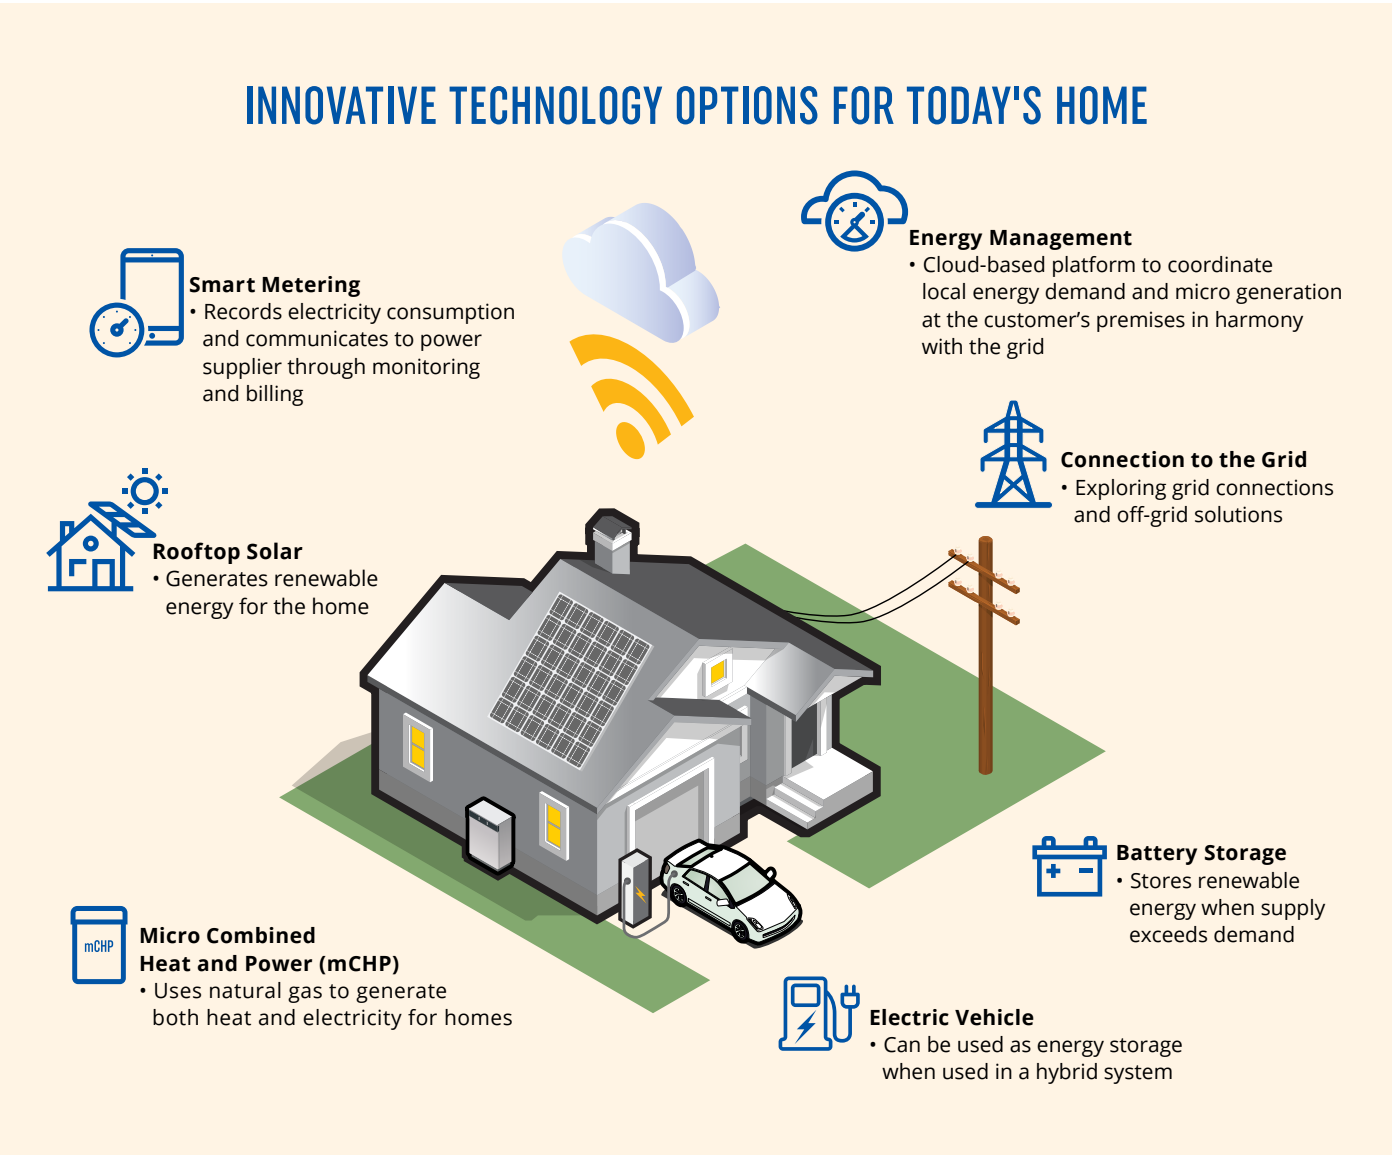 INNOVATIVE TECHNOLOGY OPTIONS FOR TODAY'S HOME
Smart Metering
• Records electricity consumption
and communicates to power
supplier through monitoring
and billing
Energy Management
• Cloud-based platform to coordinate
local energy demand and micro generation
at the customer’s premises in harmony
with the grid
Connection to the Grid
• Exploring grid connections
and off-grid solutions
Rooftop Solar
• Generates renewable
energy for the home
Battery Storage
• Stores renewable
energy when supply
exceeds demand
mCHP
Micro Combined
Heat and Power (mCHP)
• Uses natural gas to generate
both heat and electricity for homes
Electric Vehicle
• Can be used as energy storage
when used in a hybrid system